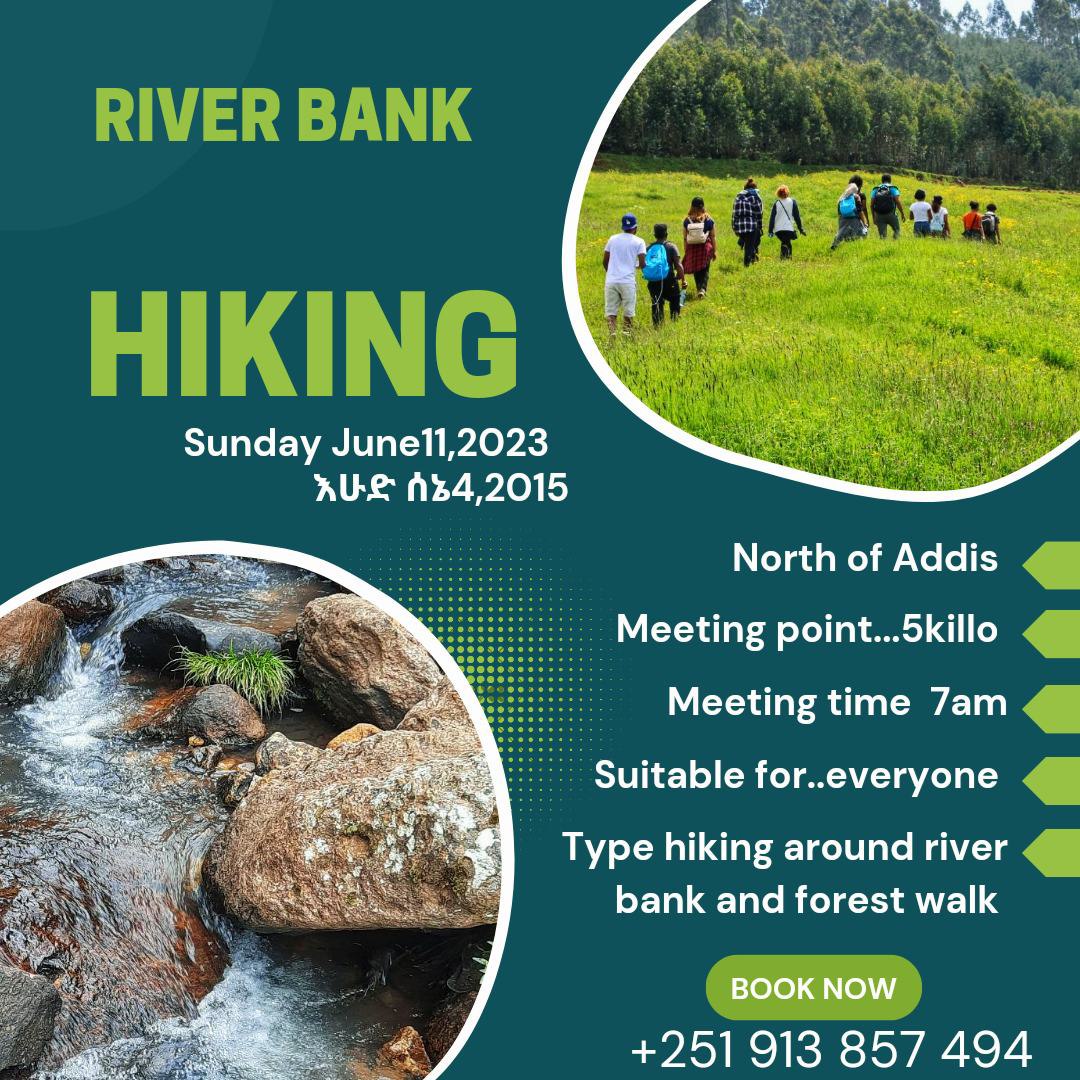 RIVER BANK
HIKING
Sunday June11,2023
እሁድ ሰኔ4,2015
North of Addis
Meeting point...5killo
Meeting time 7am
Suitable for..everyone
Type hiking around river
bank and forest walk
BOOK NOW
+251 913 857 494